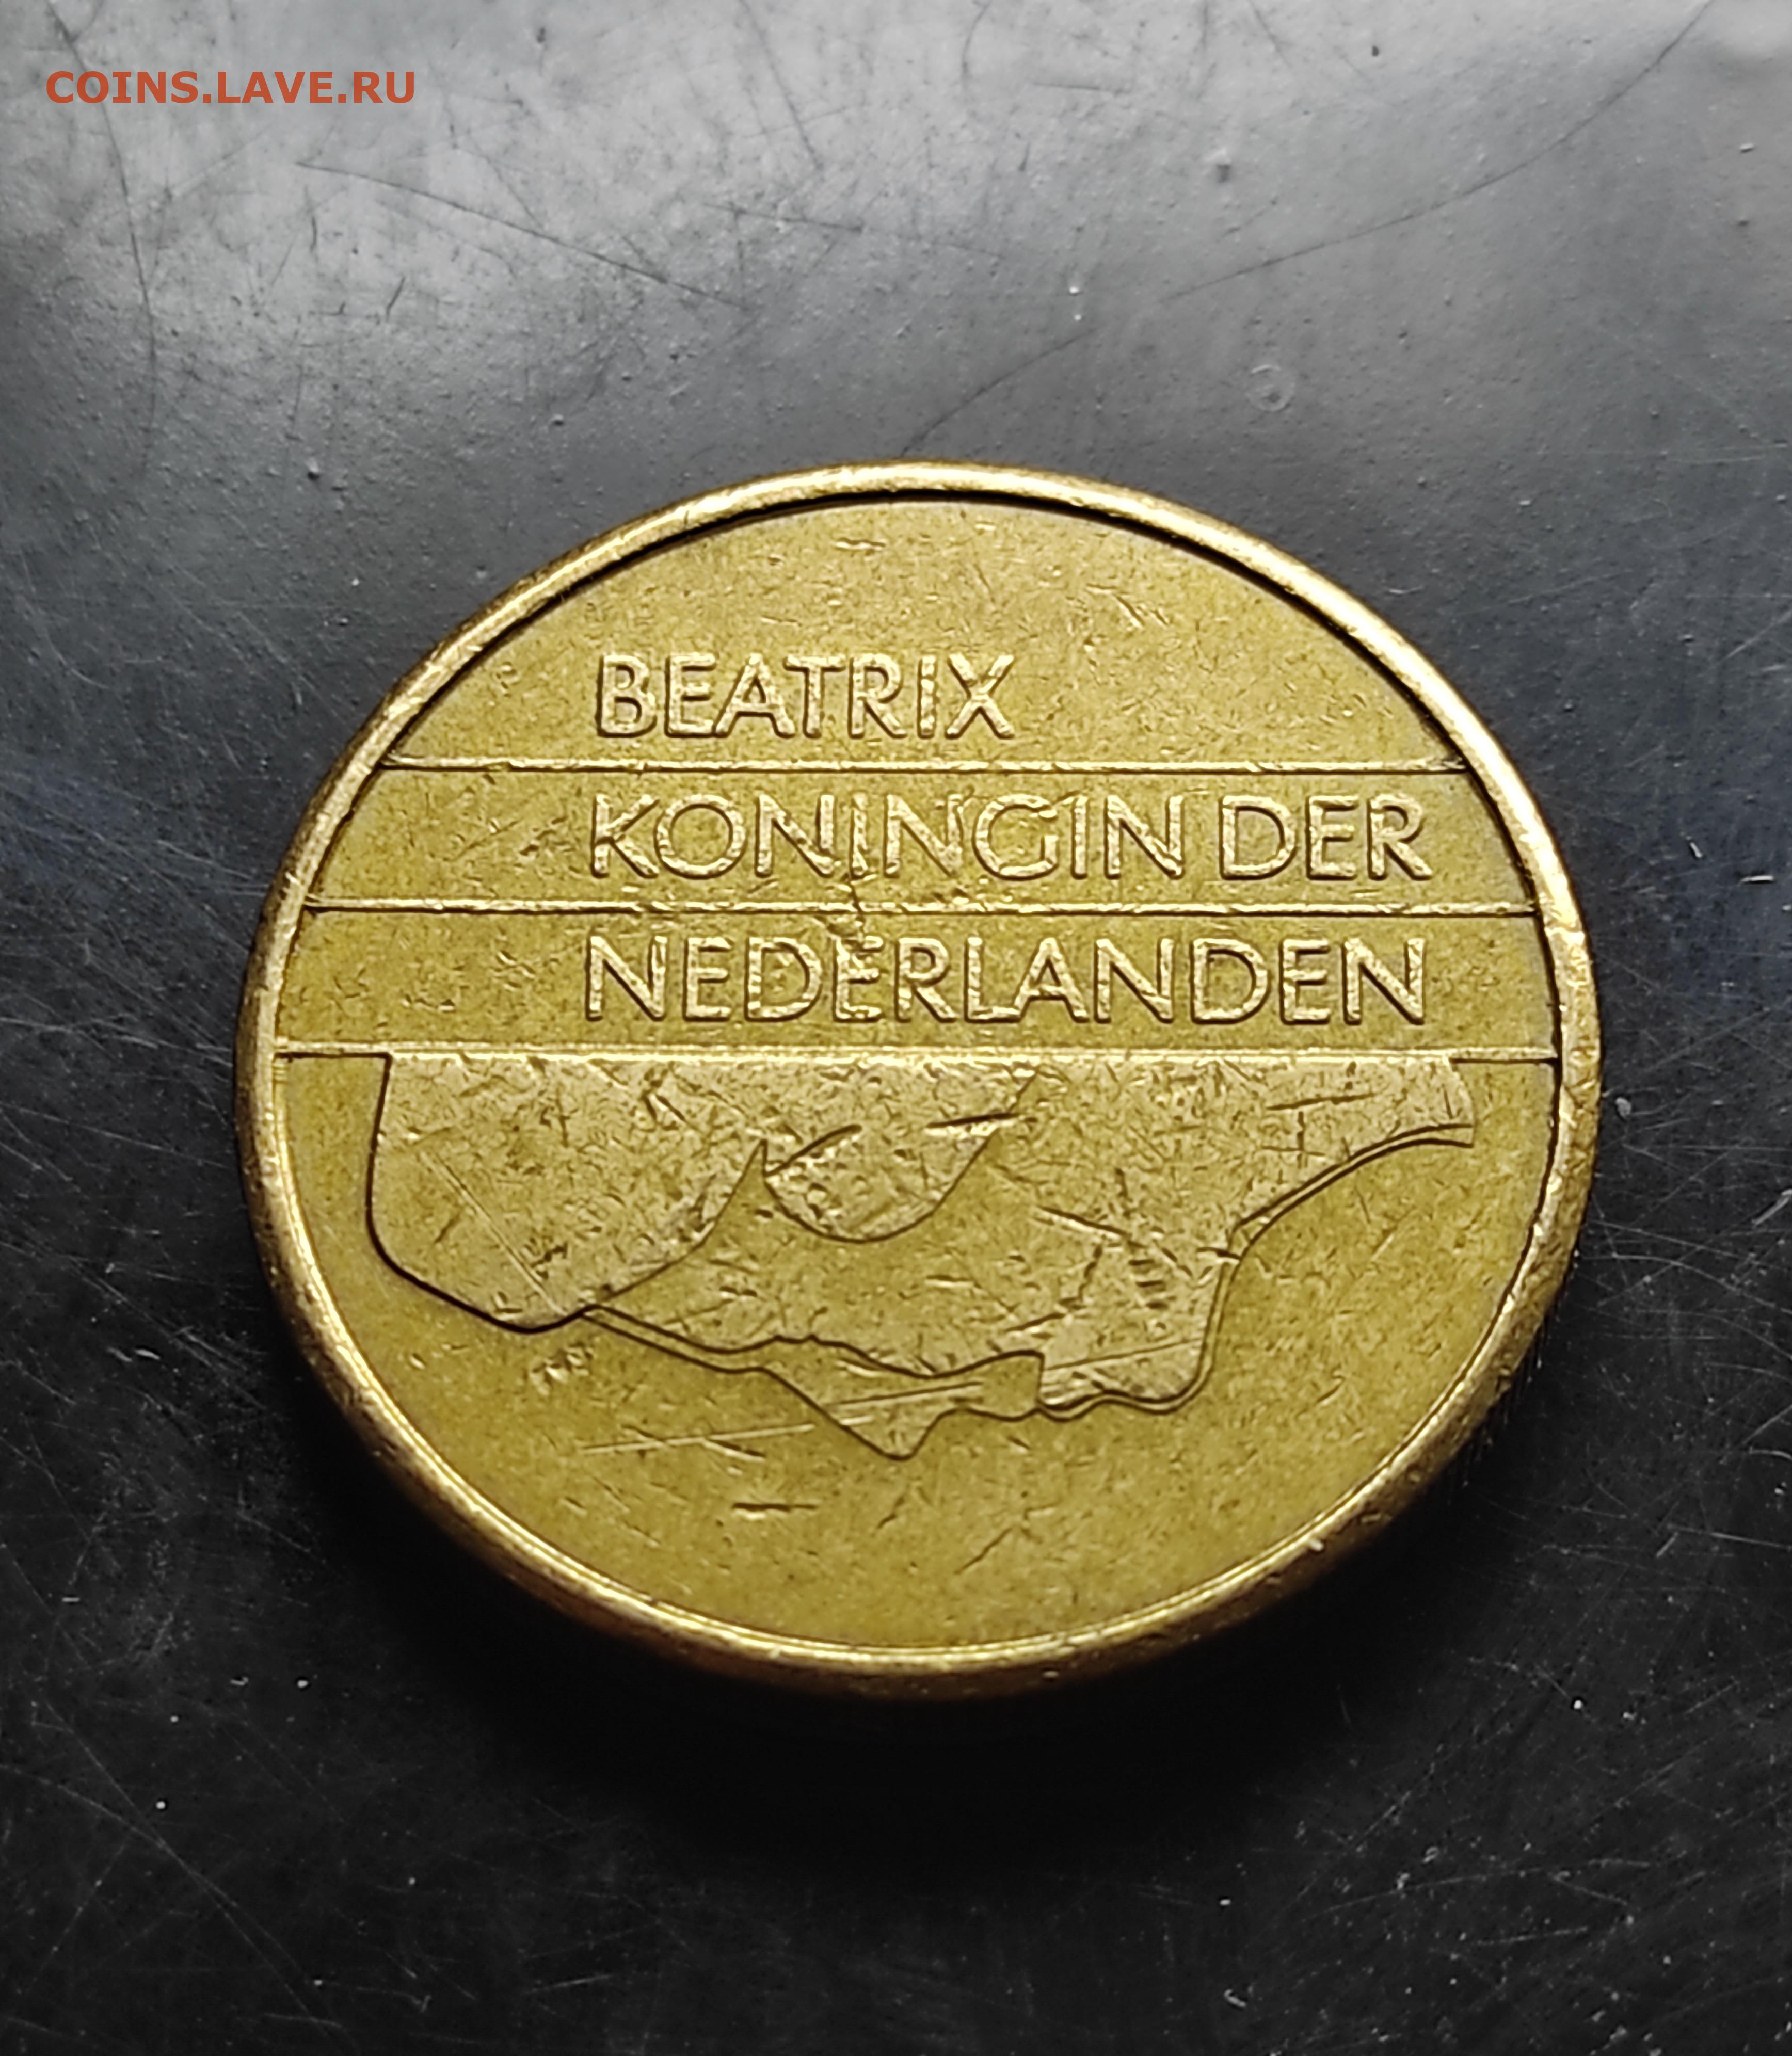 COINS.LAVE.RU
BEATRIX
KONINGIN DER
NEDERLANDEN